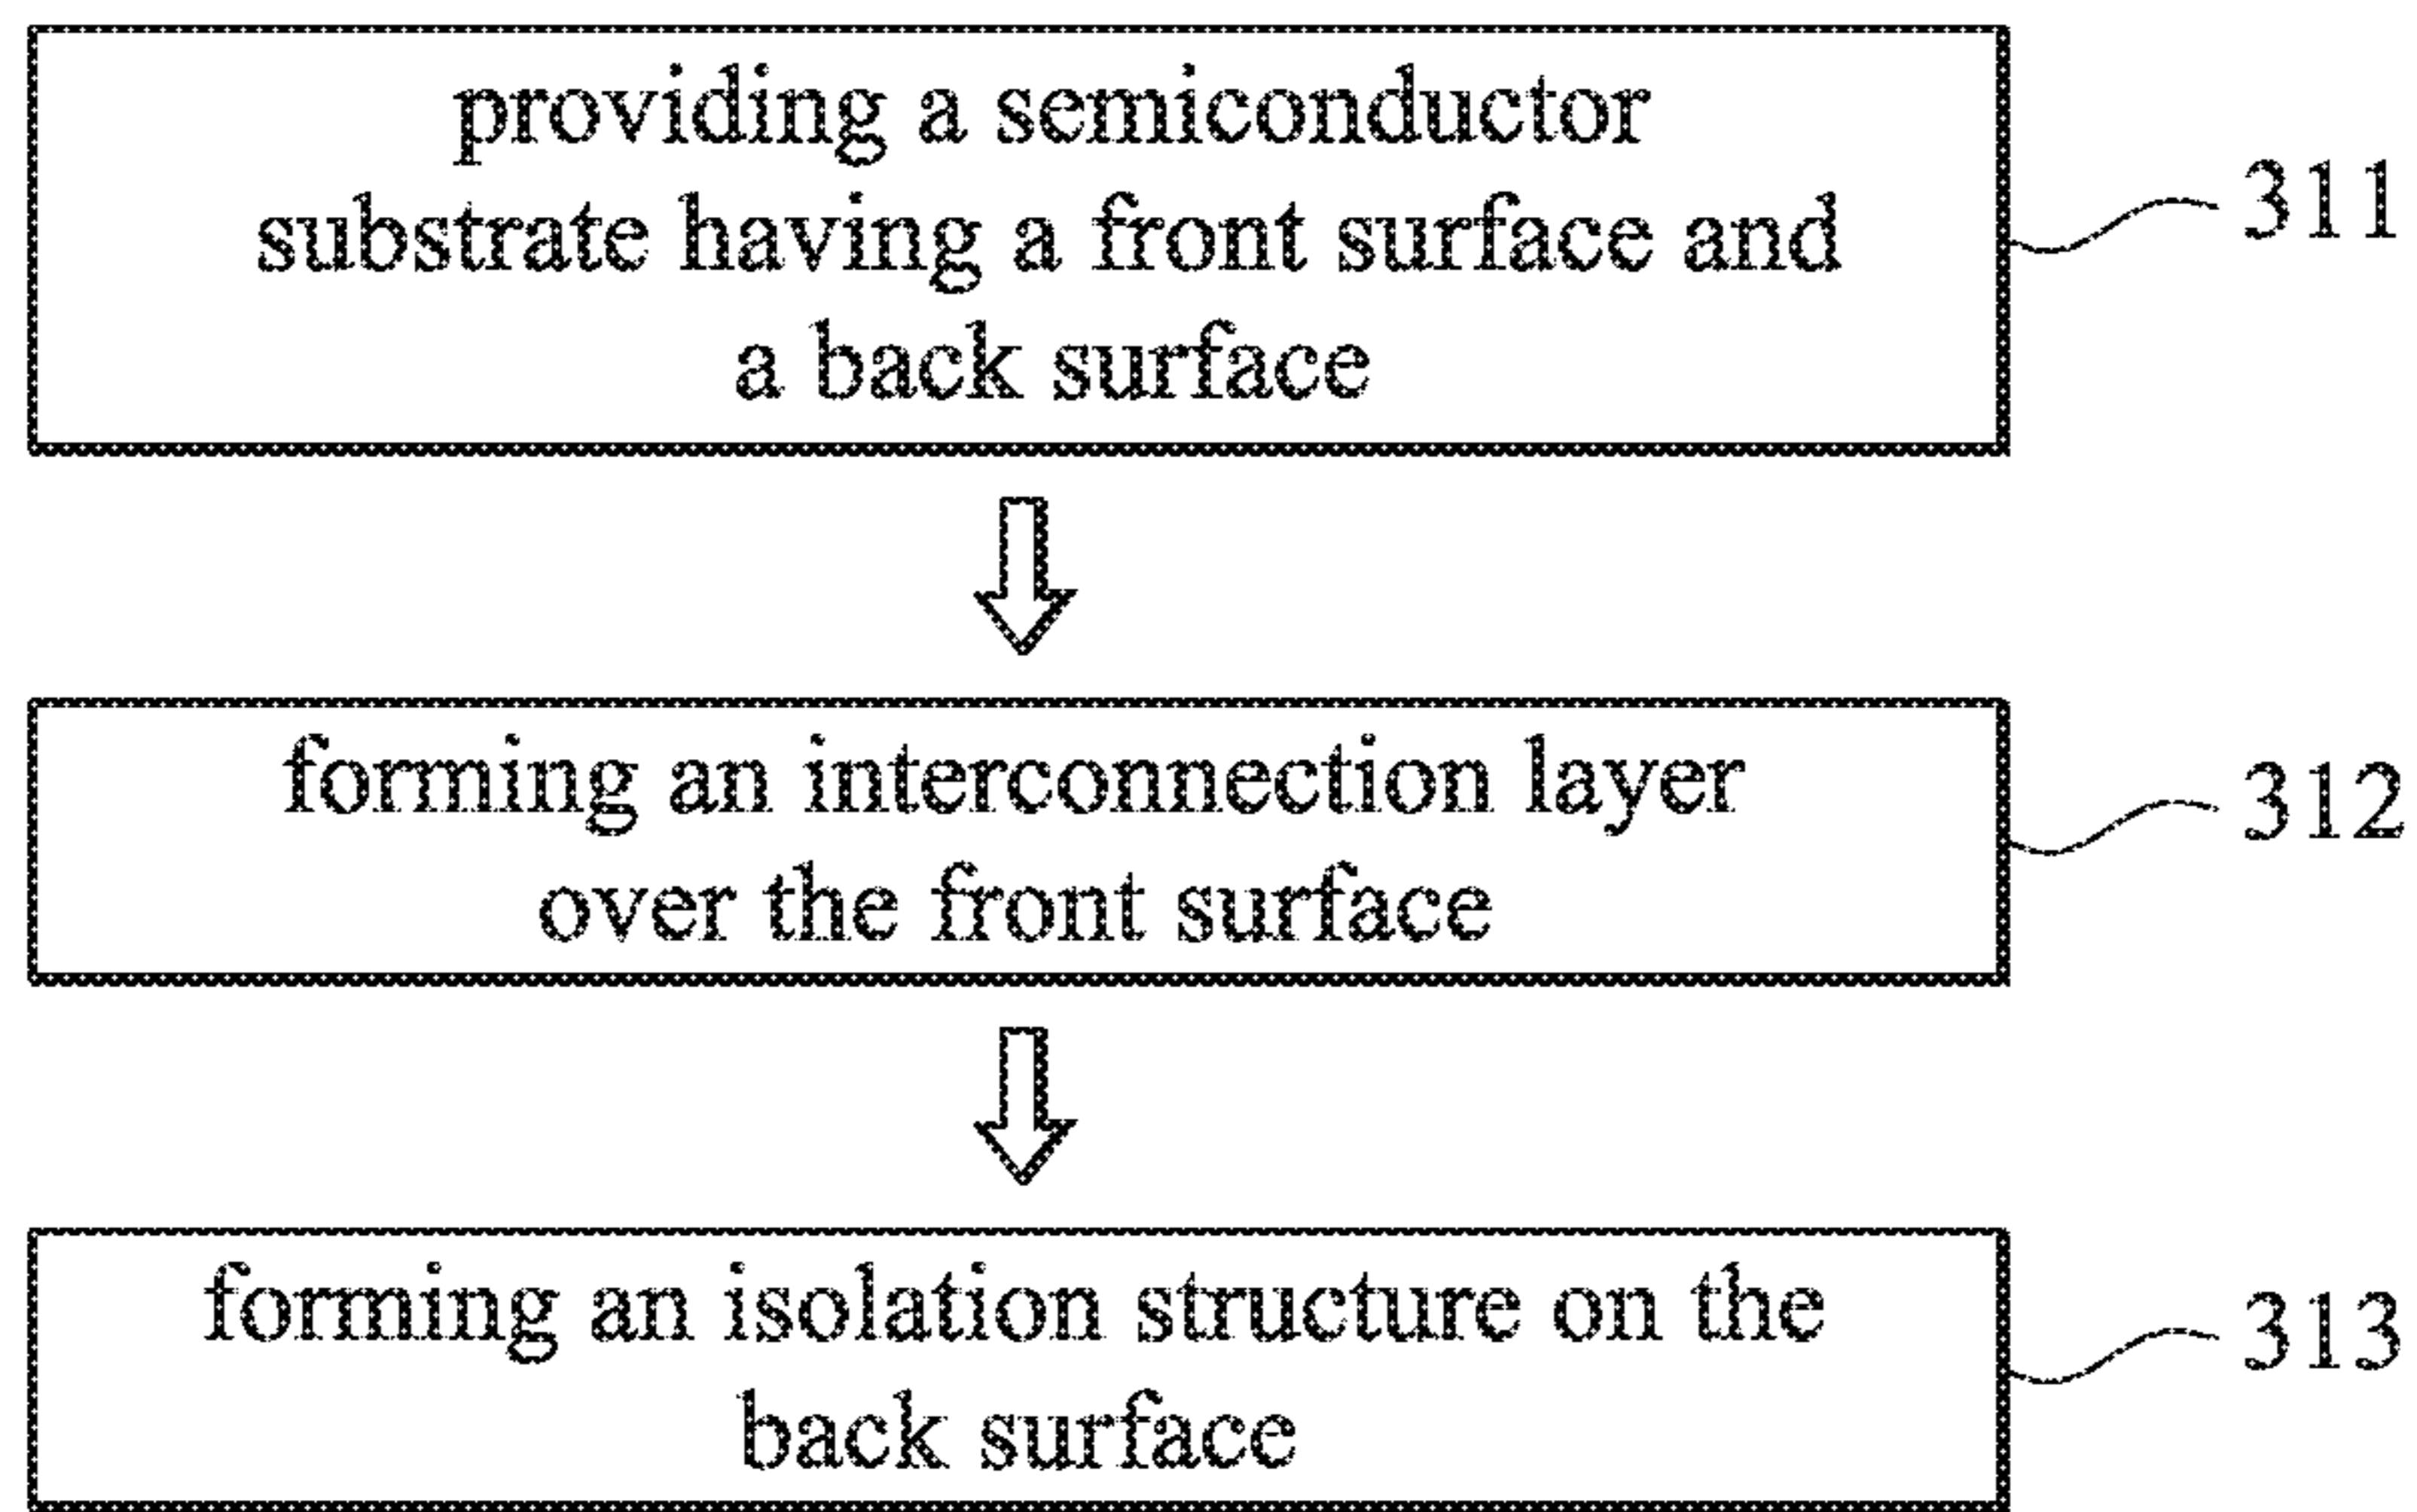 providing a semiconductor
substrate having a front surface and
a back surface
311
forming an interconnection layer
over the front surface
312
forming an isolation structure on the
back surface
313